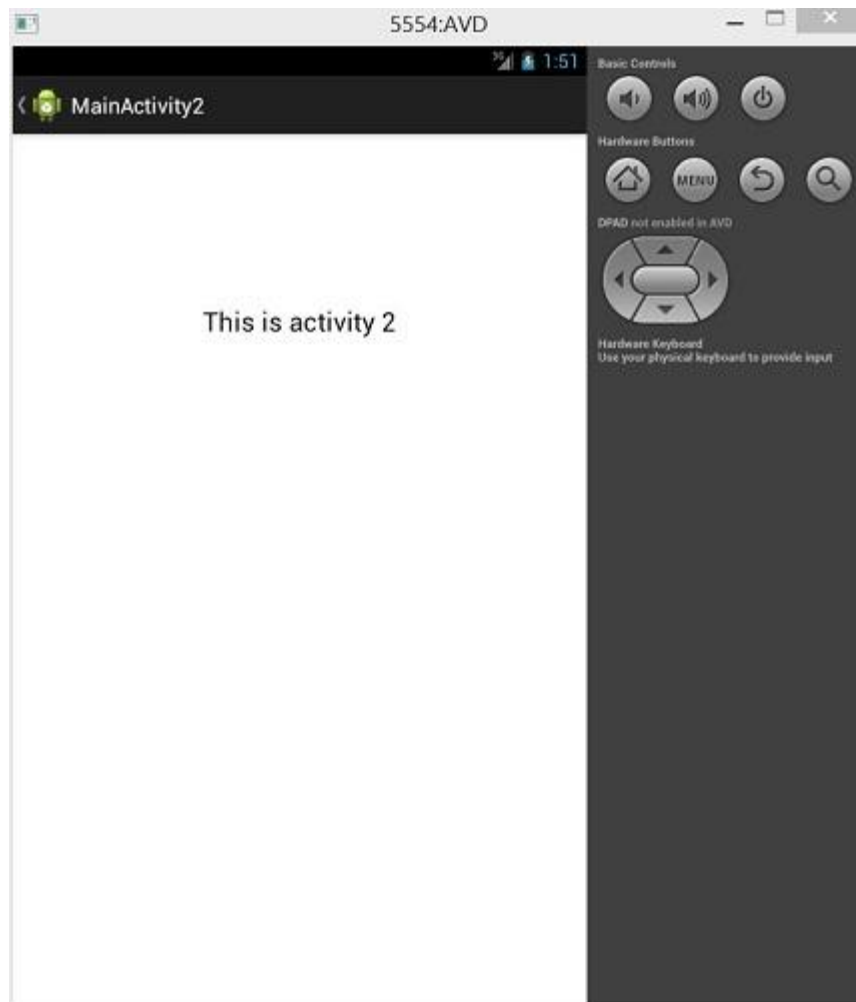 5554:AVD
3G 1:51
MainActivity2
This is activity 2
Basic Controls
Hardware Buttons
MENU
DPAD not enabled in AVD
Hardware Keyboard
Use your physical keyboard to provide input